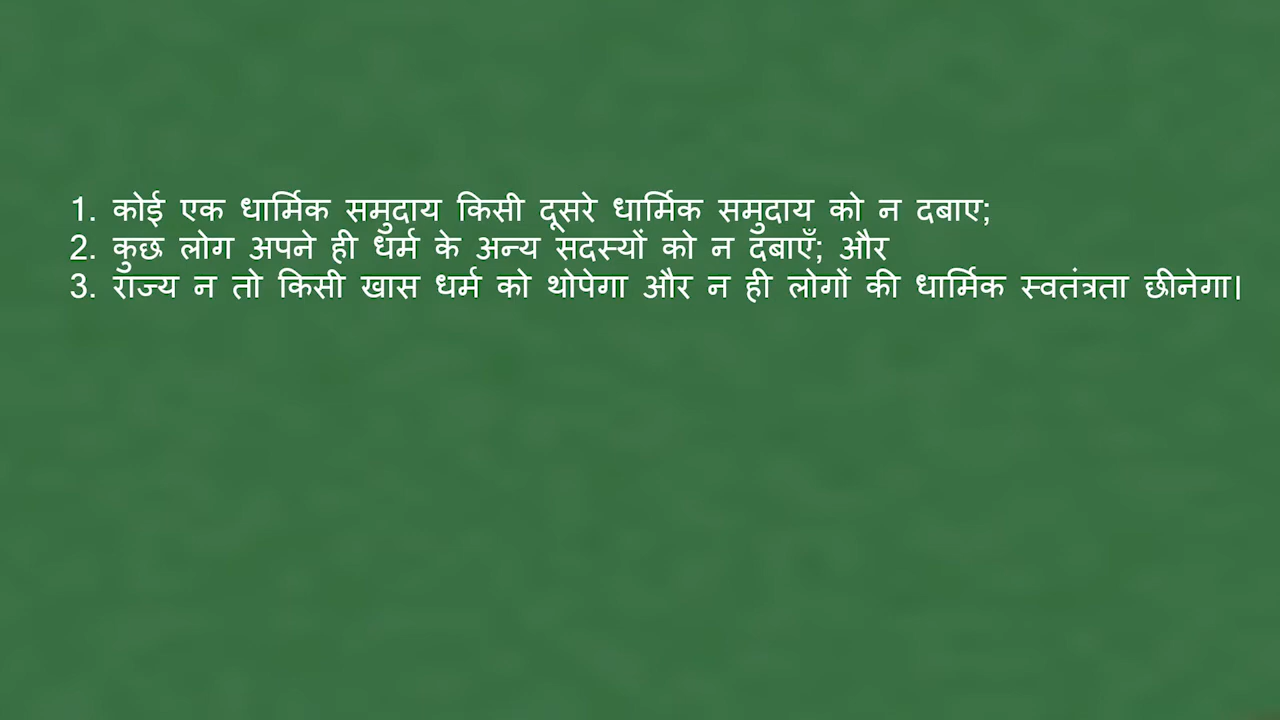 1. कोई एक धार्मिक समुदाय किसी दूसरे धार्मिक समुदाय को न दबाए;
2. कुछ लोग अपने ही धर्म के अन्य सदस्यों को न दबाएँ; और
3. राज्य न तो किसी खास धर्म को थोपेगा और न ही लोगों की धार्मिक स्वतंत्रता छीनेगा।